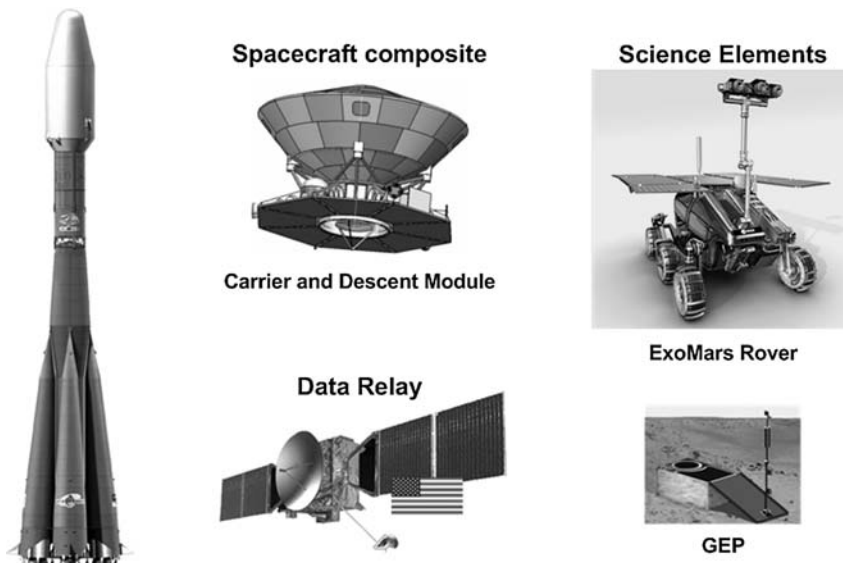 Spacecraft composite
Carrier and Descent Module
Data Relay
Science Elements
ExoMars Rover
GEP